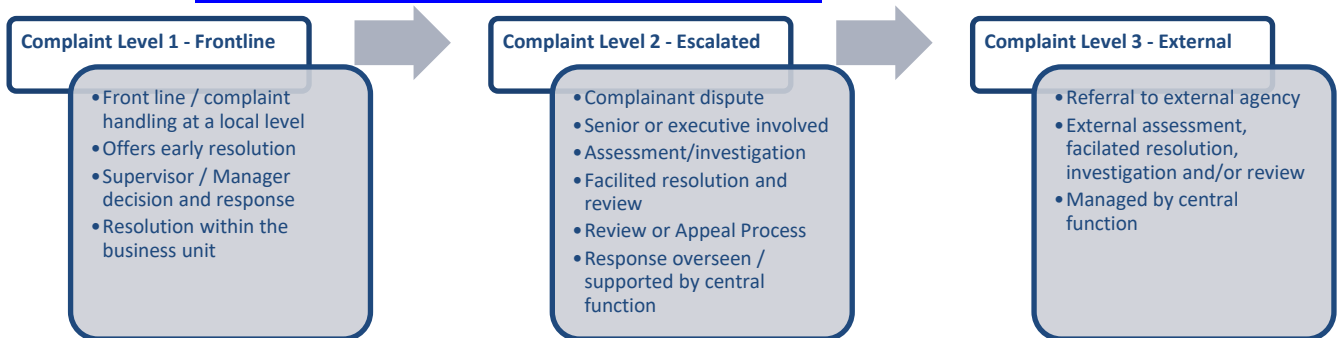 Complaint Level 1 - Frontline
•Front line / complaint
handling at a local level
•Offers early resolution
•Supervisor / Manager
decision and response
•Resolution within the
business unit
Complaint Level 2 - Escalated
•Complainant dispute
•Senior or executive involved
•Assessment/investigation
•Facilited resolution and
review
•Review or Appeal Process
•Response overseen /
supported by central
function
Complaint Level 3 - External
•Referral to external agency
•External assessment,
facilated resolution,
investigation and/or review
•Managed by central
function